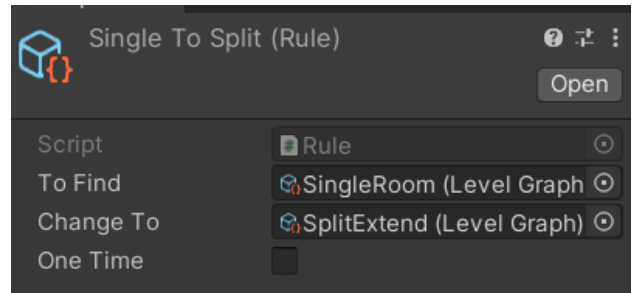 Single To Split (Rule)
Open
Script Rule
To Find SingleRoom (Level Graph
Change To SplitExtend (Level Graph)
One Time